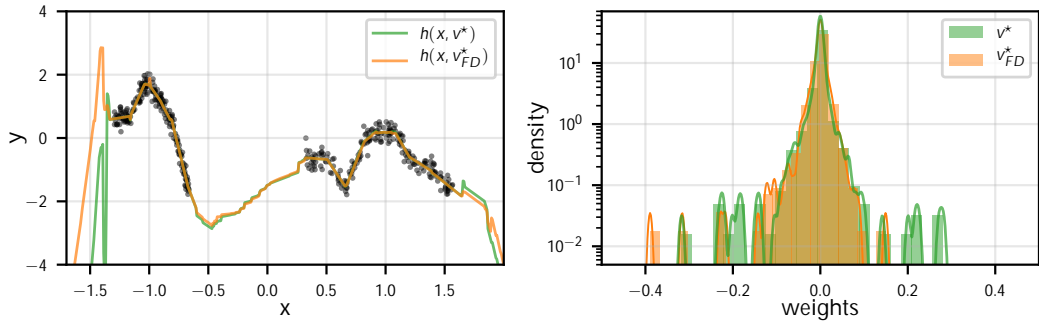 4
2
0
−2
−4
y
−1.5 −1.0 −0.5 0.0 0.5 1.0 1.5
x
h(x, v⋆)
h(x, v⋆FD)
10¹
10⁰
10⁻¹
10⁻²
density
−0.4 −0.2 0.0 0.2 0.4
weights
v⋆
v⋆FD